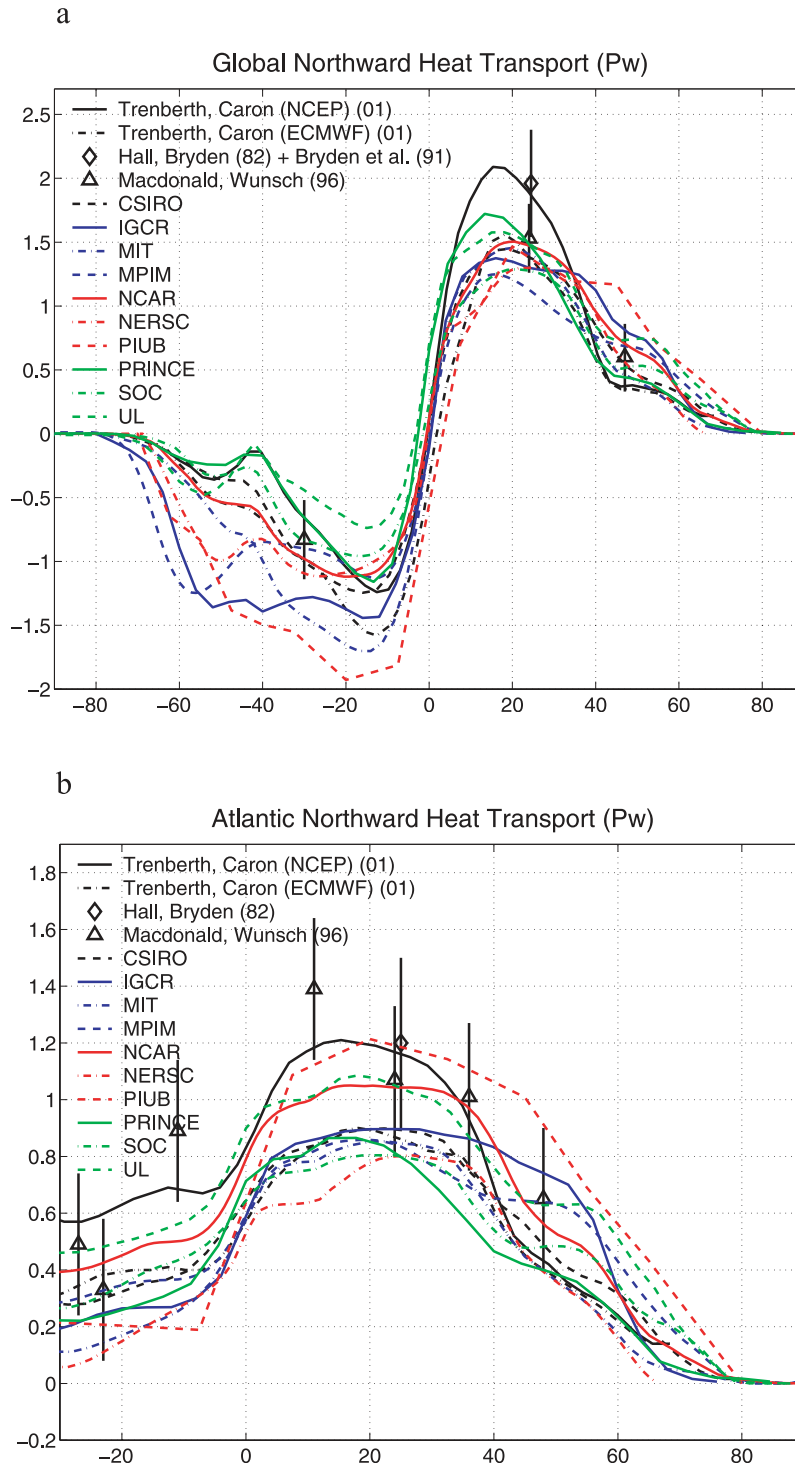 a
Global Northward Heat Transport (Pw)
2.5
2
1.5
1
0.5
0
−0.5
−1
−1.5
−2
Trenberth, Caron (NCEP) (01)
Trenberth, Caron (ECMWF) (01)
Hall, Bryden (82) + Bryden et al. (91)
Macdonald, Wunsch (96)
CSIRO
IGCR
MIT
MPIM
NCAR
NERSC
PIUB
PRINCE
SOC
UL
−80 −60 −40 −20 0 20 40 60 80
b
Atlantic Northward Heat Transport (Pw)
1.8
1.6
1.4
1.2
1
0.8
0.6
0.4
0.2
0
−0.2
Trenberth, Caron (NCEP) (01)
Trenberth, Caron (ECMWF) (01)
Hall, Bryden (82)
Macdonald, Wunsch (96)
CSIRO
IGCR
MIT
MPIM
NCAR
NERSC
PIUB
PRINCE
SOC
UL
−20 0 20 40 60 80